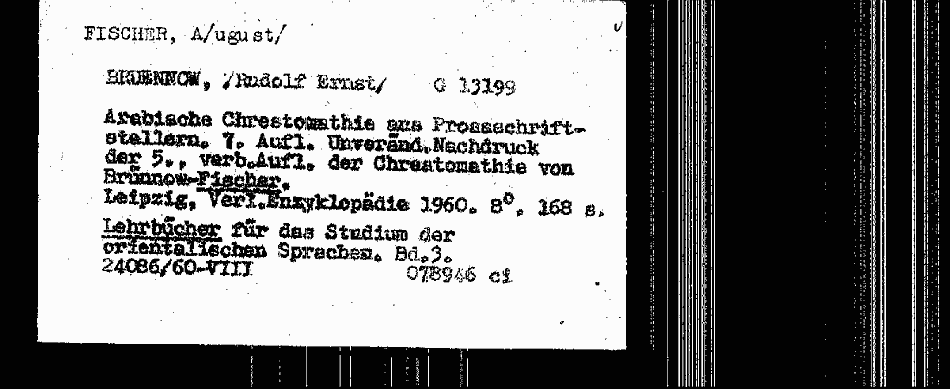 FISCHER, A/ugust/
BRUENNOW, /Rudolf Ernst/ G 13199
Arabische Chrestomathie aus Prosaschrift-
stellern. 7. Aufl. Unveränd.Nachdruck
der 5., verb.Aufl. der Chrestomathie von
Brünnow-Fischer.
Leipzig, Verl.Enzyklopädie 1960. 8°. 168 s.
Lehrbücher für das Studium der
orientalischen Sprachen. Bd.3.
24086/60-VIII 078946 ci